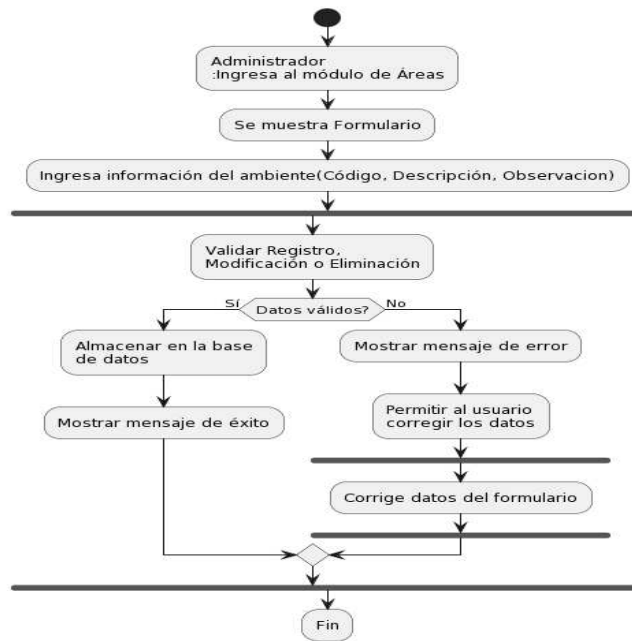 Administrador
:Ingresa al módulo de Áreas
Se muestra Formulario
Ingresa información del ambiente(Código, Descripción, Observacion)
Validar Registro,
Modificación o Eliminación
Sí
Datos válidos?
No
Almacenar en la base
de datos
Mostrar mensaje de éxito
Mostrar mensaje de error
Permitir al usuario
corregir los datos
Corrige datos del formulario
Fin